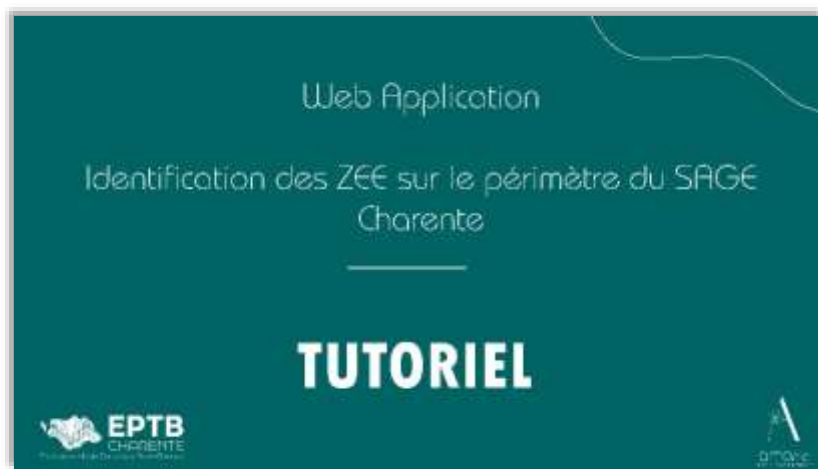 Web Application
Identification des ZEE sur le périmètre du SAGE
Charente
TUTORIEL
EPTB
CHARENTE